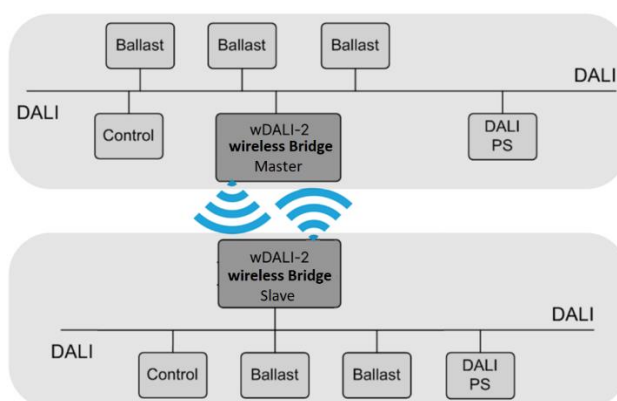 Ballast
Ballast
Ballast
DALI
DALI
Control
wDALI-2
wireless Bridge
Master
DALI
PS
wDALI-2
wireless Bridge
Slave
DALI
DALI
Control
Ballast
Ballast
DALI
PS